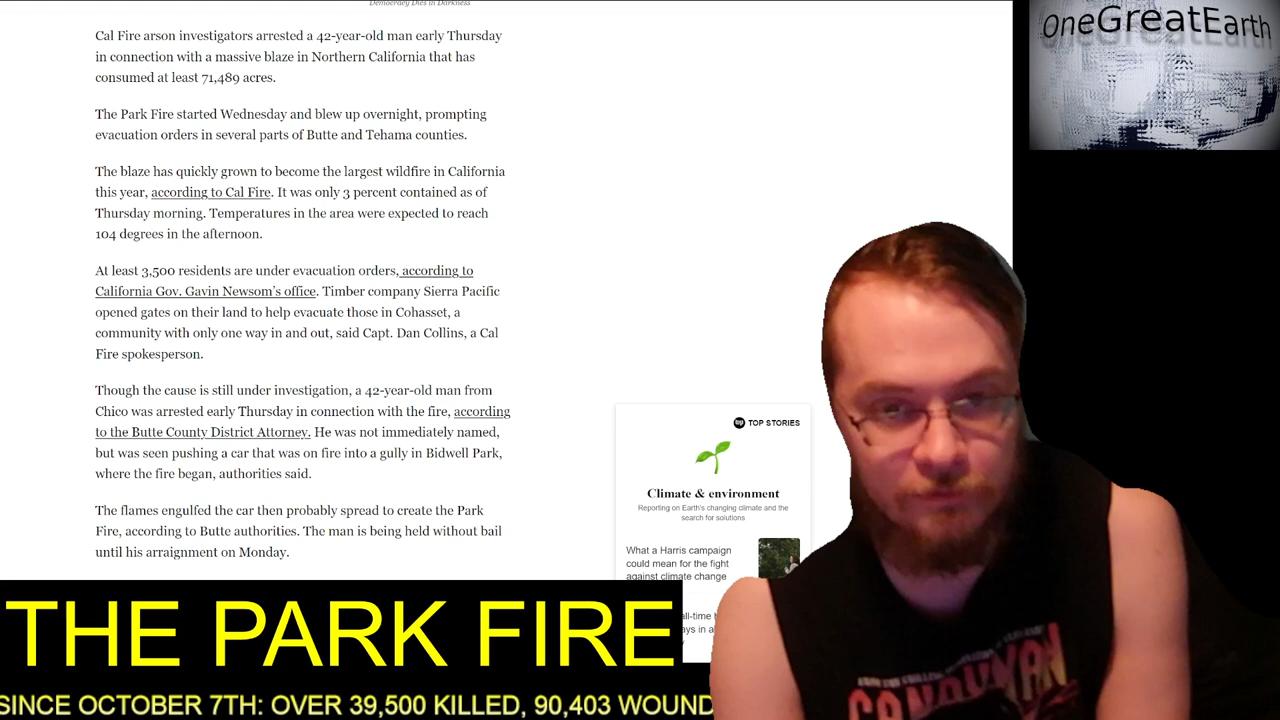 Democracy Dies in Darkness
OneGreatEarth
Cal Fire arson investigators arrested a 42-year-old man early Thursday
in connection with a massive blaze in Northern California that has
consumed at least 71,489 acres.
The Park Fire started Wednesday and blew up overnight, prompting
evacuation orders in several parts of Butte and Tehama counties.
The blaze has quickly grown to become the largest wildfire in California
this year, according to Cal Fire. It was only 3 percent contained as of
Thursday morning. Temperatures in the area were expected to reach
104 degrees in the afternoon.
At least 3,500 residents are under evacuation orders, according to
California Gov. Gavin Newsom's office. Timber company Sierra Pacific
opened gates on their land to help evacuate those in Cohasset, a
community with only one way in and out, said Capt. Dan Collins, a Cal
Fire spokesperson.
Though the cause is still under investigation, a 42-year-old man from
Chico was arrested early Thursday in connection with the fire, according
to the Butte County District Attorney. He was not immediately named,
but was seen pushing a car that was on fire into a gully in Bidwell Park,
where the fire began, authorities said.
The flames engulfed the car then probably spread to create the Park
Fire, according to Butte authorities. The man is being held without bail
until his arraignment on Monday.
wp TOP STORIES
Climate & environment
Reporting on Earth's changing climate and the
search for solutions
What a Harris campaign
could mean for the fight
against climate change
all-time
in a
THE PARK FIRE
SINCE OCTOBER 7TH: OVER 39,500 KILLED, 90,403 WOUND